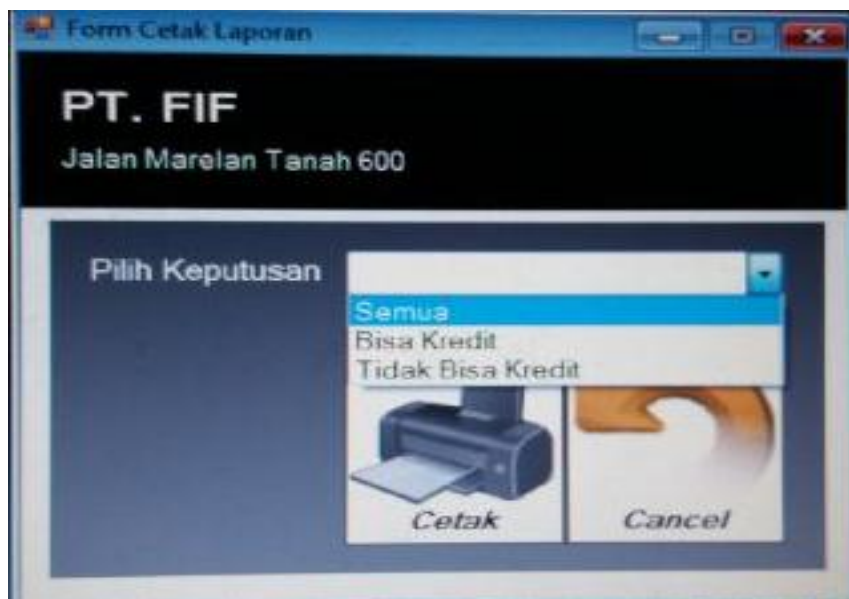 Form Cetak Laporan
PT. FIF
Jalan Marelan Tanah 600
Pilih Keputusan
Semua
Bisa Kredit
Tidak Bisa Kredit
Cetak
Cancel